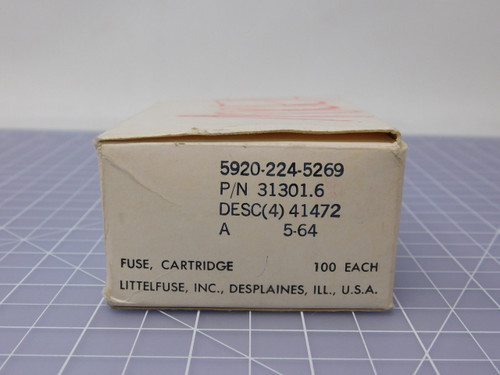 5920-224-5269
P/N 31301.6
DESC(4) 41472
A 5-64
FUSE, CARTRIDGE 100 EACH
LITTELFUSE, INC., DESPLAINES, ILL., U.S.A.